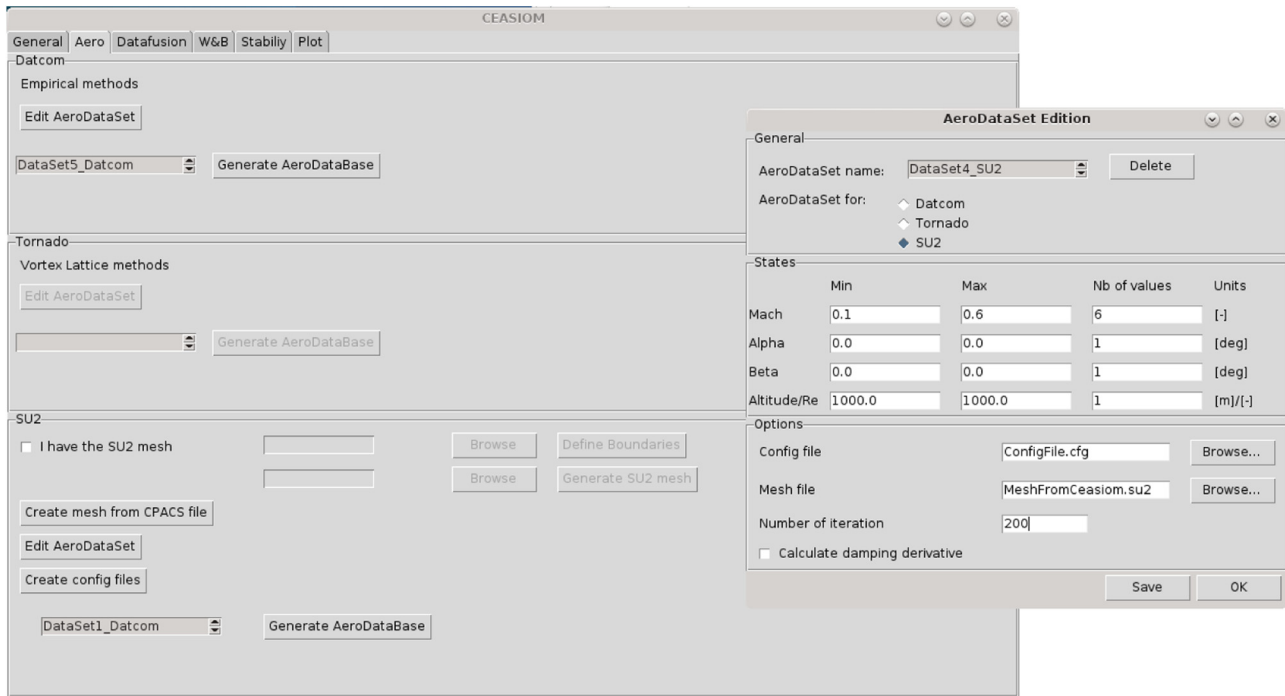 CEASIOM
General Aero Datafusion W&B Stabiliy Plot
Datcom
Empirical methods
Edit AeroDataSet
DataSet5_Datcom Generate AeroDataBase
Tornado
Vortex Lattice methods
Edit AeroDataSet
Generate AeroDataBase
SU2
I have the SU2 mesh Browse Define Boundaries
Browse Generate SU2 mesh
Create mesh from CPACS file
Edit AeroDataSet
Create config files
DataSet1_Datcom Generate AeroDataBase
AeroDataSet Edition
General
AeroDataSet name: DataSet4_SU2 Delete
AeroDataSet for: Datcom
Tornado
SU2
States
Min Max Nb of values Units
Mach 0.1 0.6 6 [-]
Alpha 0.0 0.0 1 [deg]
Beta 0.0 0.0 1 [deg]
Altitude/Re 1000.0 1000.0 1 [m]/[-]
Options
Config file ConfigFile.cfg Browse...
Mesh file MeshFromCeasiom.su2 Browse...
Number of iteration 200
Calculate damping derivative
Save OK